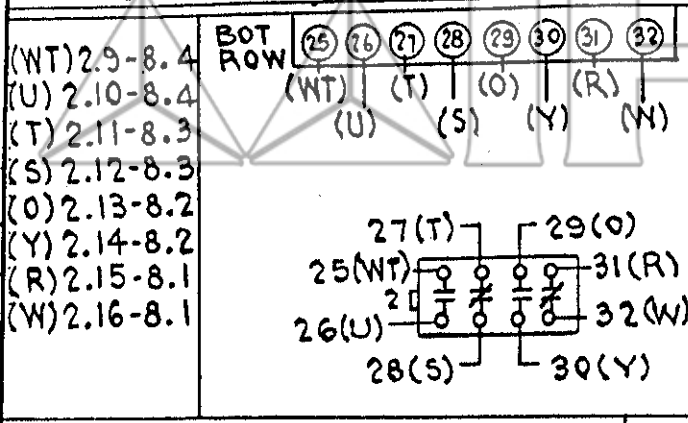 (WT) 2.9-8.4
(U) 2.10-8.4
(T) 2.11-8.3
(S) 2.12-8.3
(O) 2.13-8.2
(Y) 2.14-8.2
(R) 2.15-8.1
(W) 2.16-8.1
BOT ROW
25 26 27 28 29 30 31 32
(WT) (T) (O) (R)
(U) (S) (Y) (W)
27(T) 29(O)
25(WT) 31(R)
2
26(U) 32(W)
28(S) 30(Y)